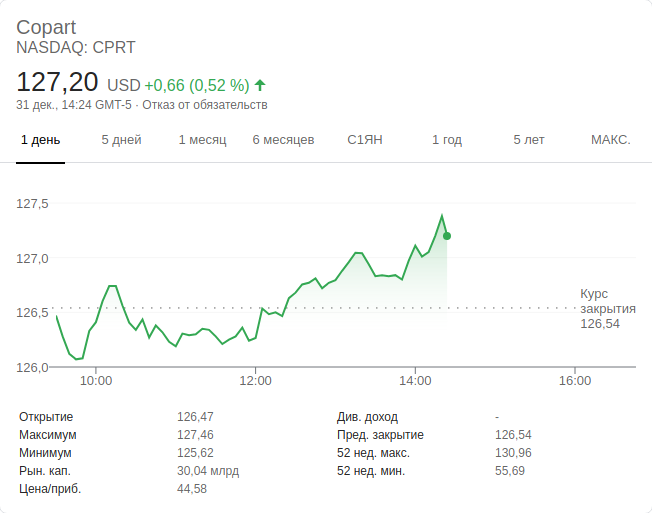 Copart
NASDAQ: CPRT
127,20 USD +0,66 (0,52 %)
31 дек., 14:24 GMT-5 · Отказ от обязательств
1 день 5 дней 1 месяц 6 месяцев С1ЯН 1 год 5 лет МАКС.
127,5
127,0
126,5
126,0
Курс
закрытия
126,54
10:00 12:00 14:00 16:00
Открытие 126,47 Див. доход -
Максимум 127,46 Пред. закрытие 126,54
Минимум 125,62 52 нед. макс. 130,96
Рын. кап. 30,04 млрд 52 нед. мин. 55,69
Цена/приб. 44,58